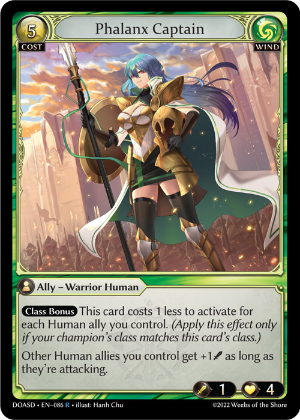 5
Phalanx Captain
COST
WIND
Ally – Warrior Human
Class Bonus This card costs 1 less to activate for
each Human ally you control. (Apply this effect only
if your champion's class matches this card's class.)
Other Human allies you control get +1 as long as
they're attacking.
1
4
DOASD • EN-086 R • illust: Hanh Chu
©2022 Weebs of the Shore